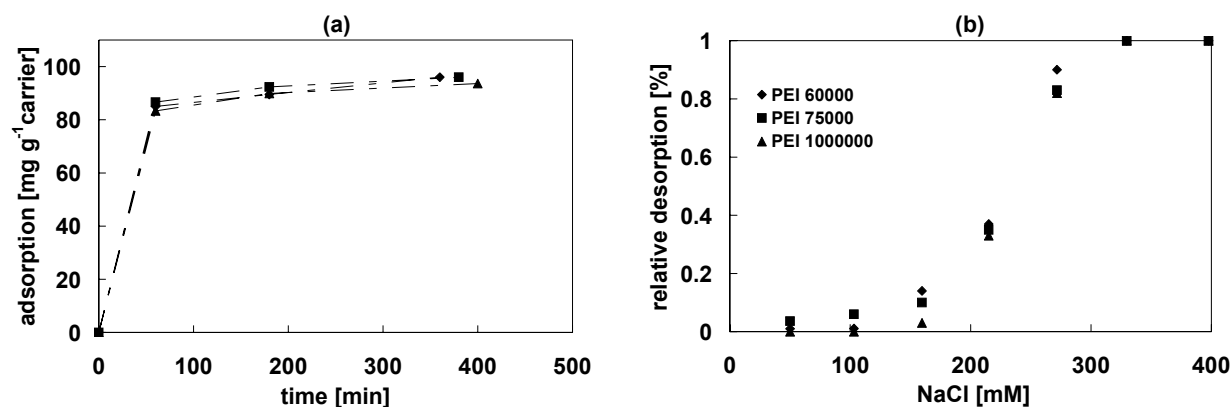 (a)
adsorption [mg g⁻¹carrier]
100
80
60
40
20
0
0 100 200 300 400 500
time [min]
(b)
relative desorption [%]
1
0.8
0.6
0.4
0.2
0
PEI 60000
PEI 75000
PEI 1000000
0 100 200 300 400
NaCl [mM]